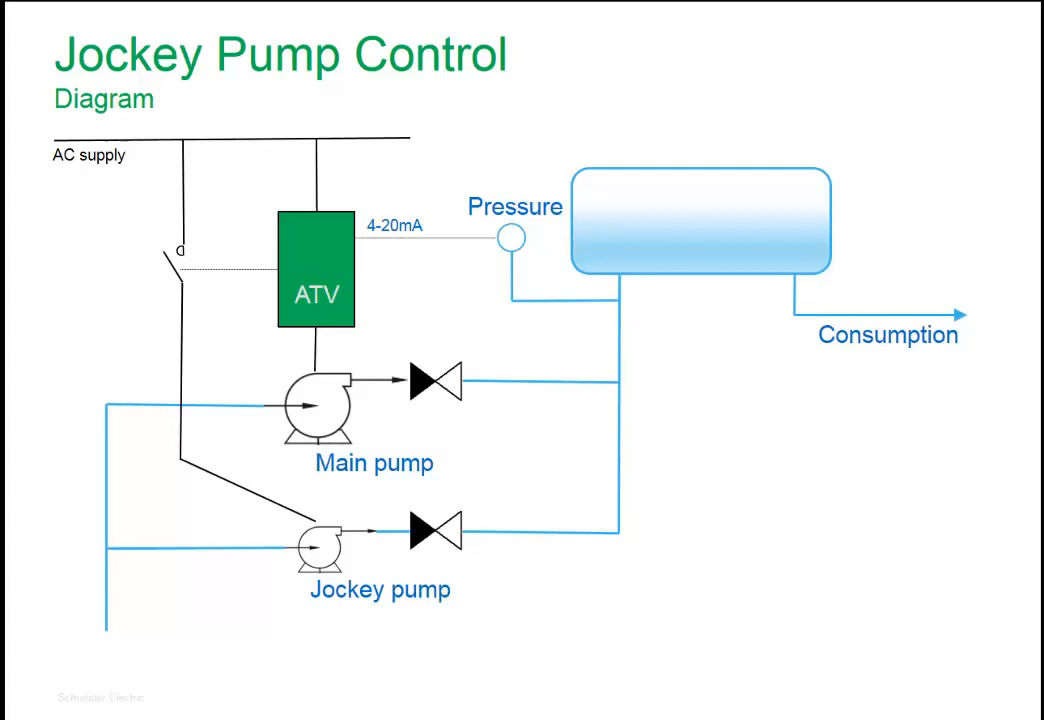 Jockey Pump Control
Diagram
AC supply
Pressure
4-20mA
ATV
Consumption
Main pump
Jockey pump
Schneider Electric